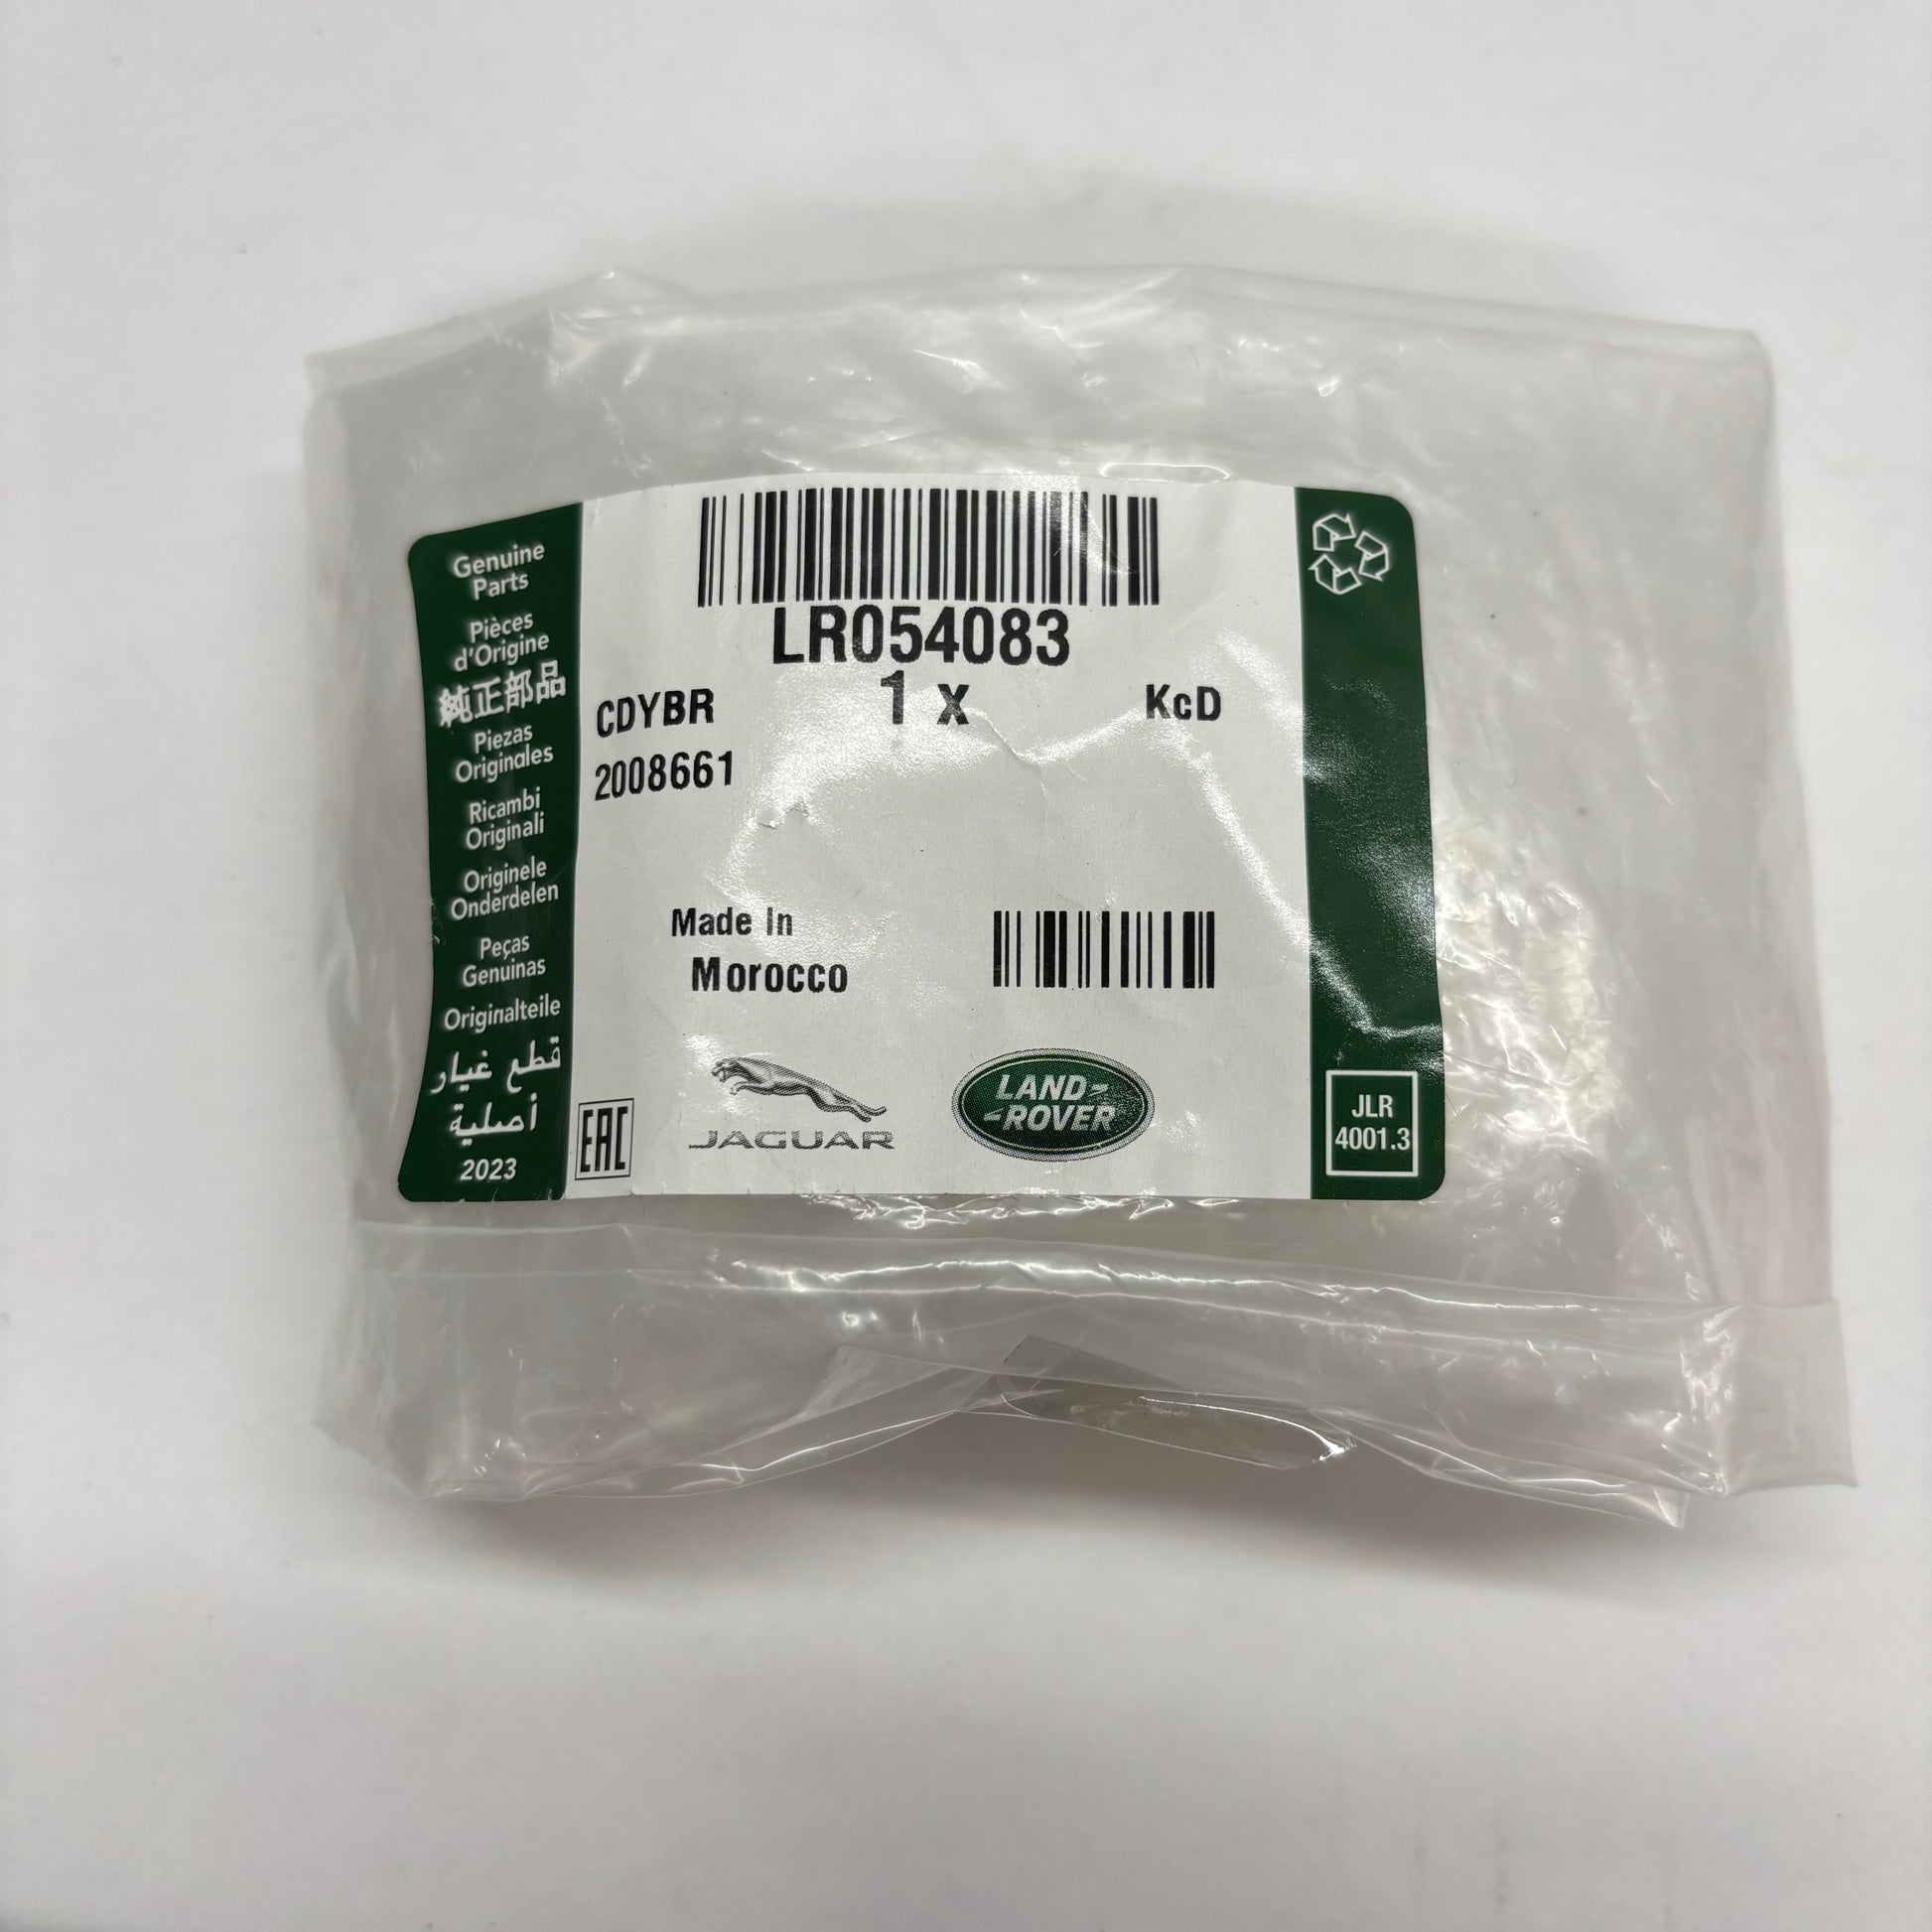 Genuine
Parts
Pièces
d'Origine
純正部品
Piezas
Originales
Ricambi
Originali
Originele
Onderdelen
Peças
Genuinas
Originalteile
قطع غيار
أصلية
2023
LR054083
1 x
CDYBR
KcD
2008661
Made In
Morocco
EAC
JAGUAR
LAND
ROVER
JLR
4001.3